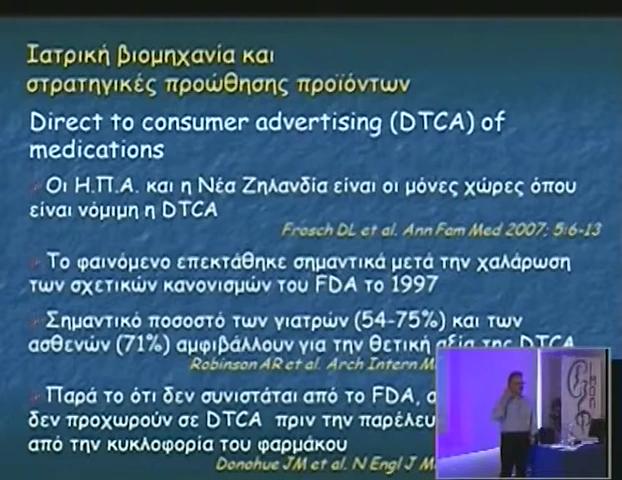 Ιατρική βιομηχανία και
στρατηγικές προώθησης προϊόντων
Direct to consumer advertising (DTCA) of
medications
Οι Η.Π.Α. και η Νέα Ζηλανδία είναι οι μόνες χώρες όπου
είναι νόμιμη η DTCA
Frosch DL et al. Ann Fam Med 2007; 5:6-13
Το φαινόμενο επεκτάθηκε σημαντικά μετά την χαλάρωση
των σχετικών κανονισμών του FDA το 1997
Σημαντικό ποσοστό των γιατρών (54-75%) και των
ασθενών (71%) αμφιβάλλουν για την θετική αξία της DTCA
Robinson AR et al. Arch Intern
Παρά το ότι δεν συνιστάται από το FDA,
δεν προχωρούν σε DTCA πριν την
από την κυκλοφορία του φαρμάκου
Donohue JM et al. N Engl J